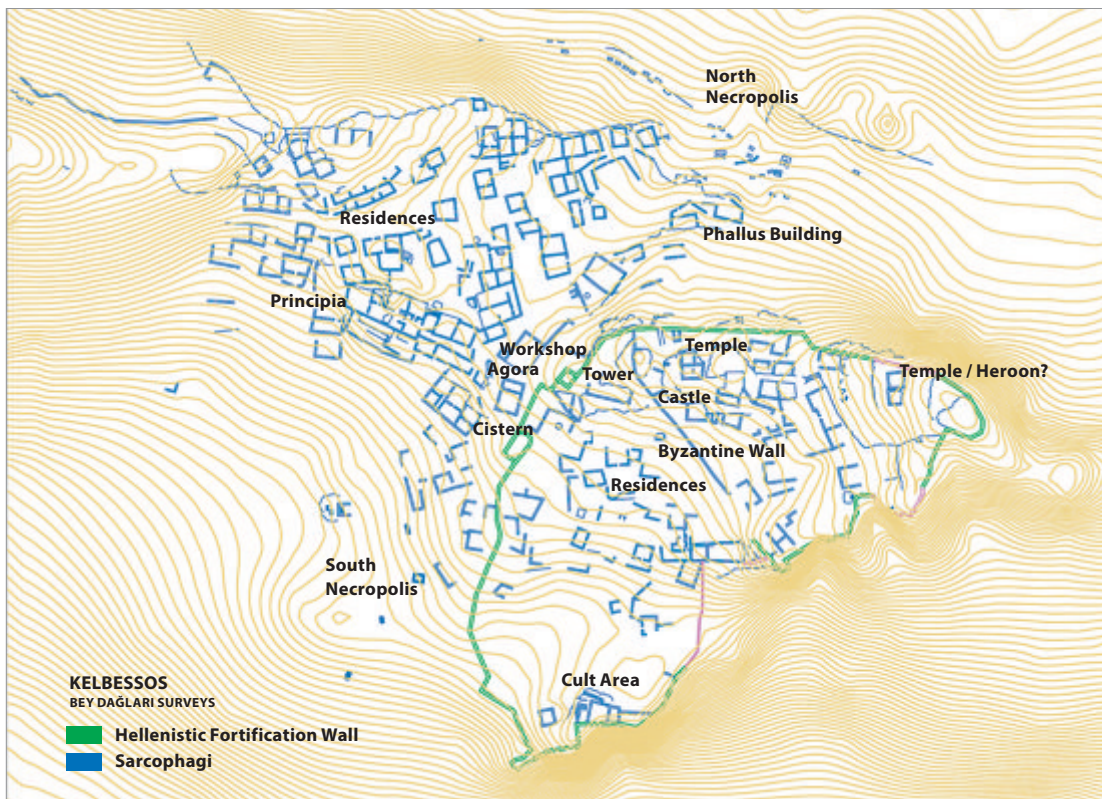 North
Necropolis
Residences
Phallus Building
Principia
Workshop
Agora
Temple
Tower
Temple / Heroon?
Castle
Cistern
Byzantine Wall
Residences
South
Necropolis
Cult Area
KELBESSOS
BEY DAĞLARI SURVEYS
Hellenistic Fortification Wall
Sarcophagi